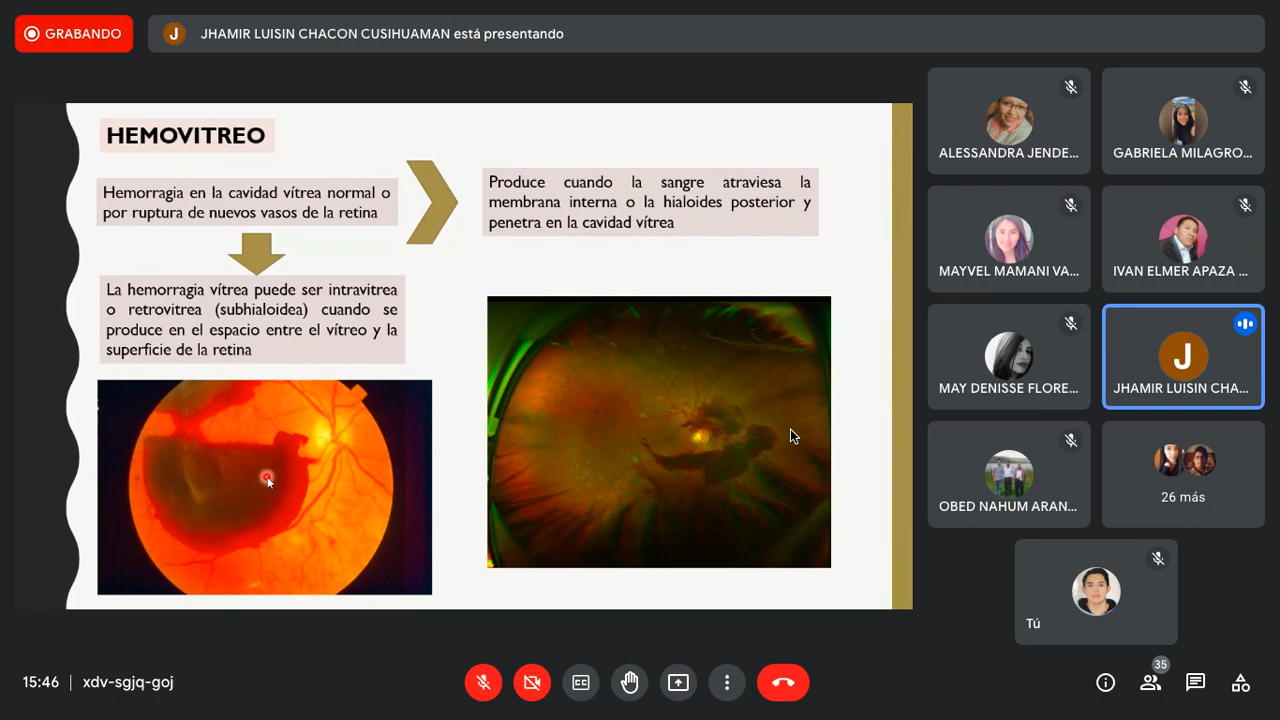 GRABANDO
J
JHAMIR LUISIN CHACON CUSIHUAMAN está presentando
HEMOVITREO
Hemorragia en la cavidad vítrea normal o
por ruptura de nuevos vasos de la retina
Produce cuando la sangre atraviesa la
membrana interna o la hialoides posterior y
penetra en la cavidad vítrea
La hemorragia vítrea puede ser intravitrea
o retrovitrea (subhialoidea) cuando se
produce en el espacio entre el vítreo y la
superficie de la retina
ALESSANDRA JENDE...
GABRIELA MILAGRO...
MAYVEL MAMANI VA...
IVAN ELMER APAZA ...
MAY DENISSE FLORE...
J
JHAMIR LUISIN CHA...
OBED NAHUM ARAN...
26 más
Tú
15:46 | xdv-sgjq-goj
CC
35